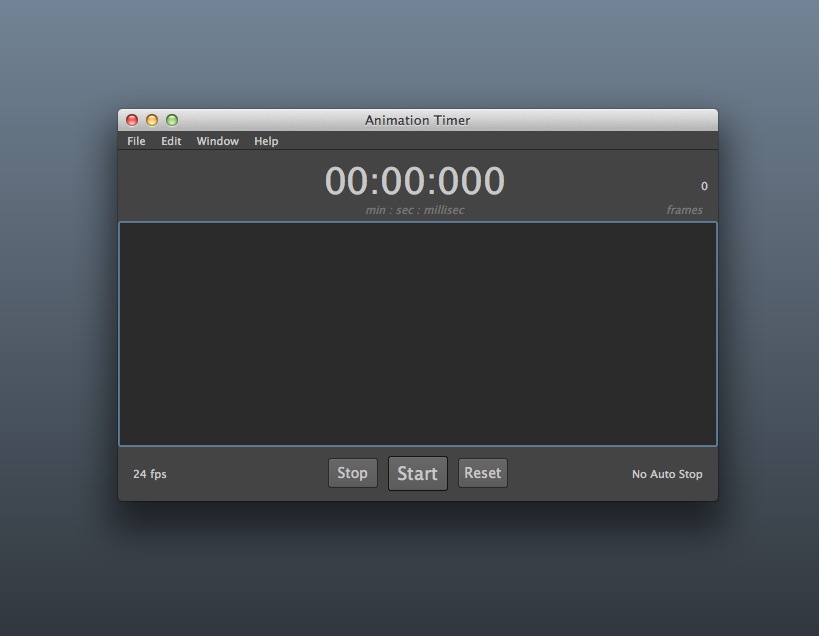 Animation Timer
File Edit Window Help
00:00:000
0
min : sec : millisec
frames
24 fps
Stop
Start
Reset
No Auto Stop